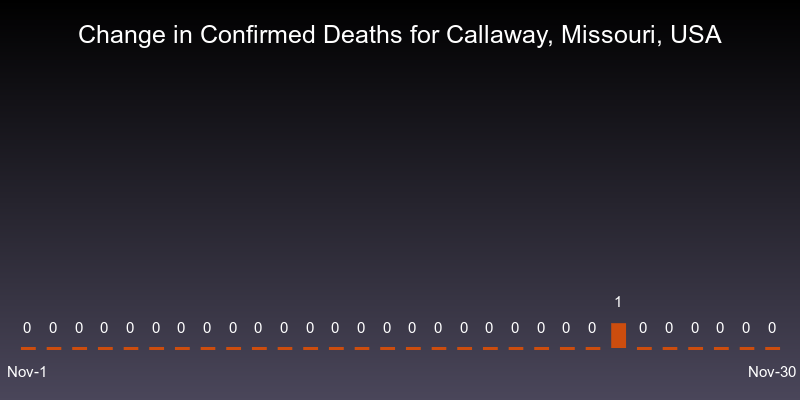 Change in Confirmed Deaths for Callaway, Missouri, USA
1
0 0 0 0 0 0 0 0 0 0 0 0 0 0 0 0 0 0 0 0 0 0 0 0 0 0 0 0 0
Nov-1 Nov-30